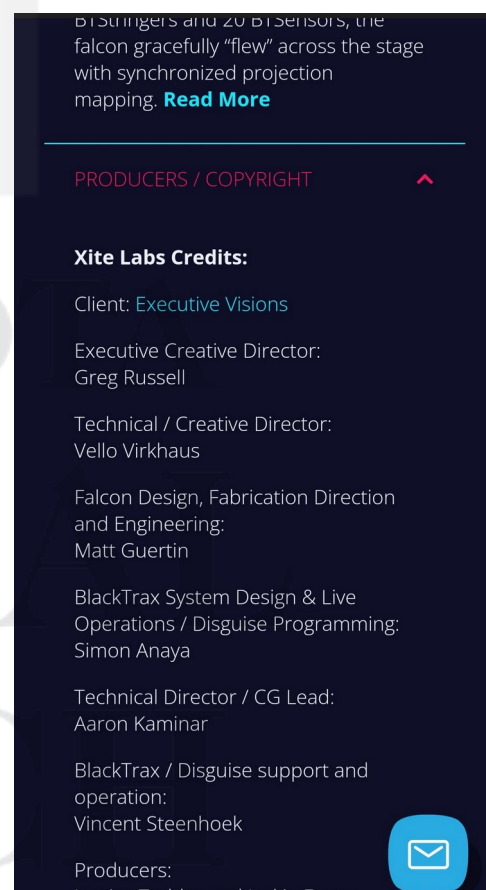 BTStringers and 20 BTSensors, the
falcon gracefully “flew” across the stage
with synchronized projection
mapping. Read More
PRODUCERS / COPYRIGHT
Xite Labs Credits:
Client: Executive Visions
Executive Creative Director:
Greg Russell
Technical / Creative Director:
Vello Virkhaus
Falcon Design, Fabrication Direction
and Engineering:
Matt Guertin
BlackTrax System Design & Live
Operations / Disguise Programming:
Simon Anaya
Technical Director / CG Lead:
Aaron Kaminar
BlackTrax / Disguise support and
operation:
Vincent Steenhoek
Producers: